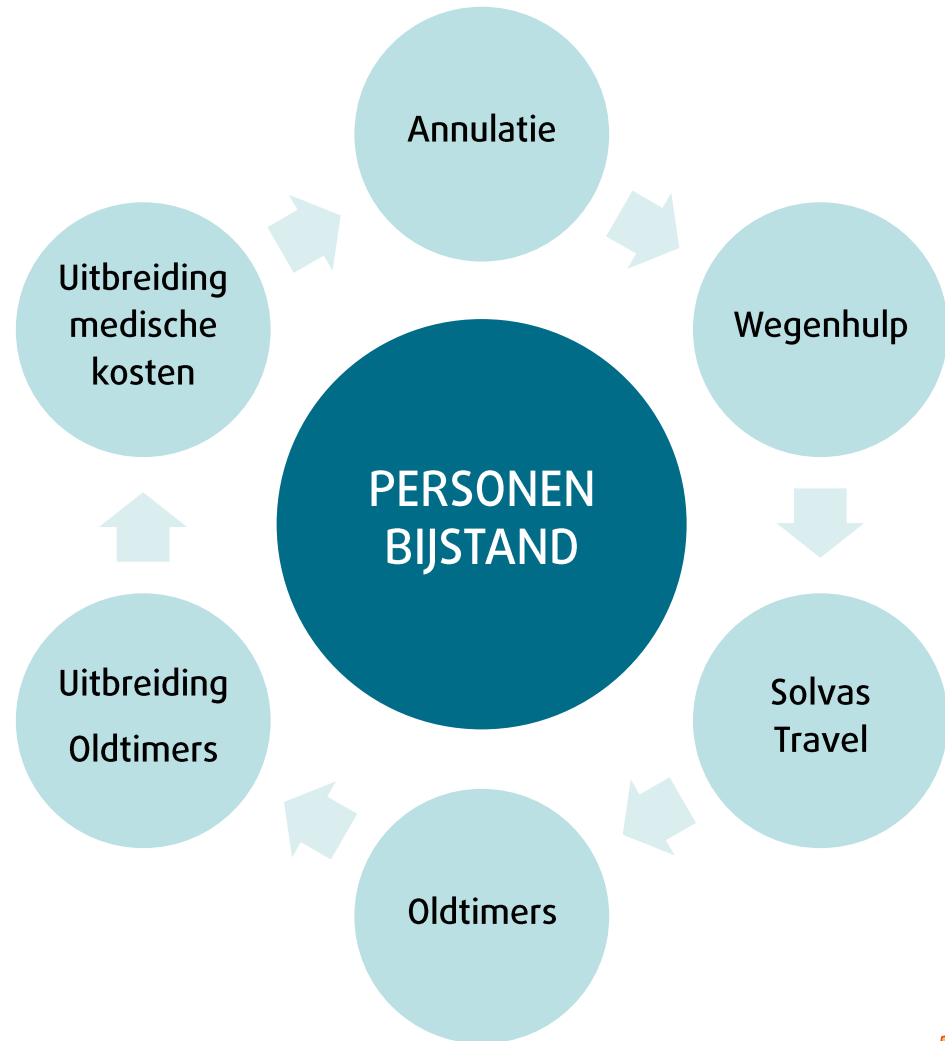 Annulatie
Wegenhulp
Solvas
Travel
Oldtimers
Uitbreiding
Oldtimers
Uitbreiding
medische
kosten
PERSONEN
BIJSTAND